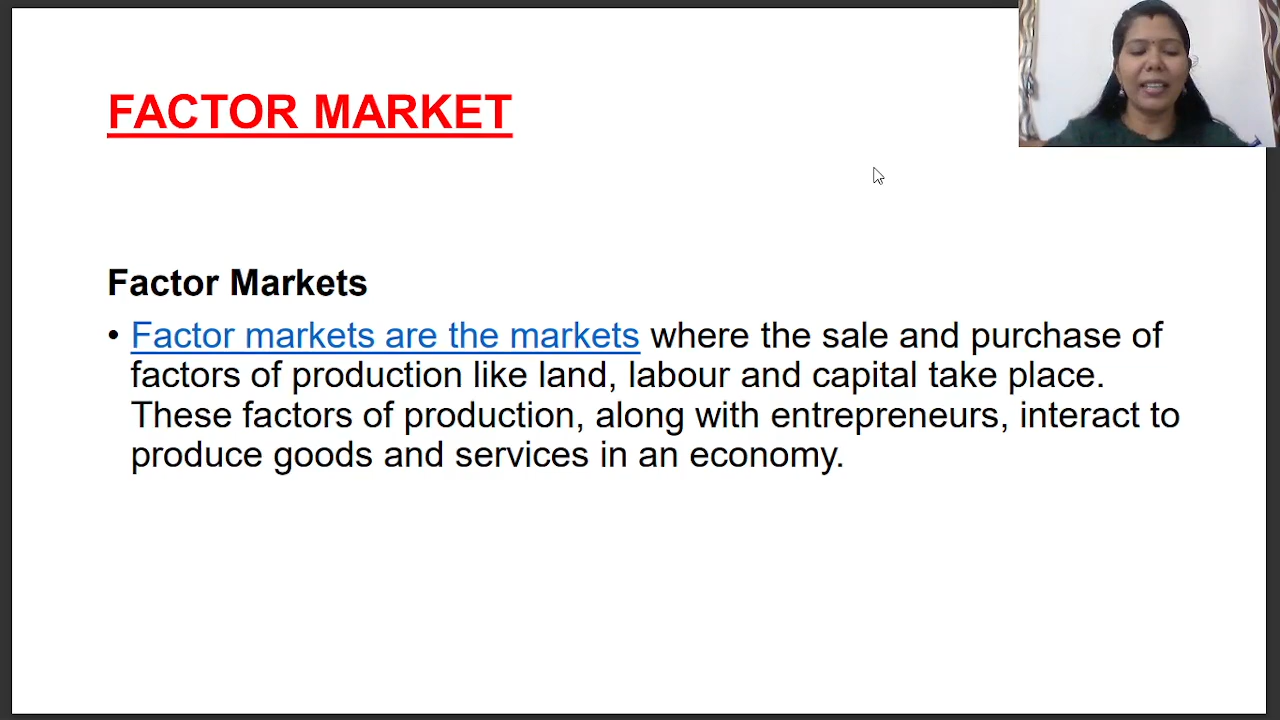 FACTOR MARKET
Factor Markets
• Factor markets are the markets where the sale and purchase of
factors of production like land, labour and capital take place.
These factors of production, along with entrepreneurs, interact to
produce goods and services in an economy.